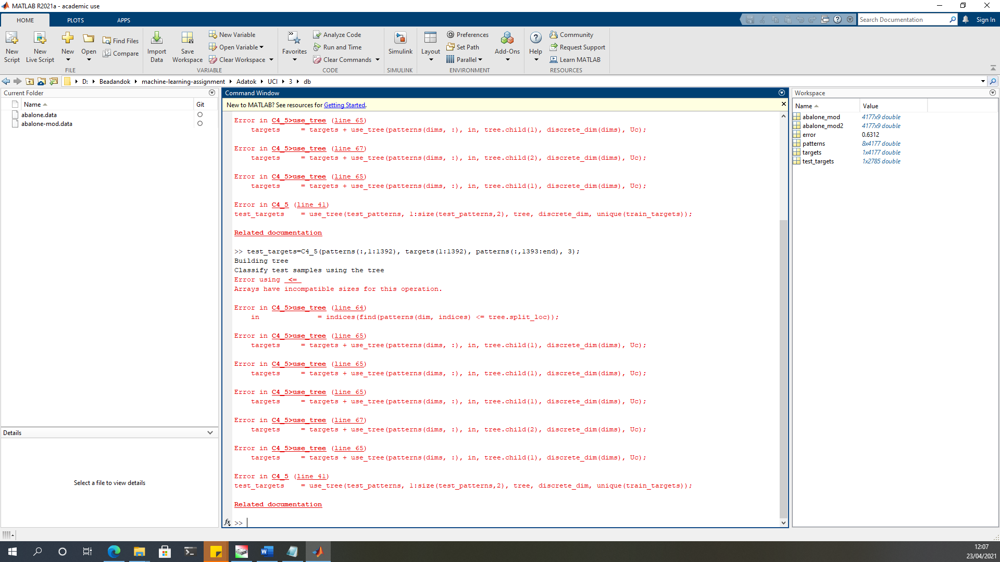 MATLAB R2021a - academic use
HOME PLOTS APPS
Search Documentation
Sign In
New Script
New Live Script
New
Open
Find Files
Compare
FILE
Import Data
Save Workspace
New Variable
Open Variable
Clear Workspace
VARIABLE
Favorites
Analyze Code
Run and Time
Clear Commands
CODE
Simulink
SIMULINK
Layout
Preferences
Set Path
Parallel
Add-Ons
ENVIRONMENT
Help
Community
Request Support
Learn MATLAB
RESOURCES
D: Beadandok machine-learning-assignment Adatok UCI 3 db
Current Folder
Name Git
abalone.data
abalone-mod.data
Details
Select a file to view details
Command Window
New to MATLAB? See resources for Getting Started.
Error in C4_5>use_tree (line 65)
targets = targets + use_tree(patterns(dims, :), in, tree.child(1), discrete_dim(dims), Uc);
Error in C4_5>use_tree (line 67)
targets = targets + use_tree(patterns(dims, :), in, tree.child(2), discrete_dim(dims), Uc);
Error in C4_5>use_tree (line 65)
targets = targets + use_tree(patterns(dims, :), in, tree.child(1), discrete_dim(dims), Uc);
Error in C4_5 (line 41)
test_targets = use_tree(test_patterns, 1:size(test_patterns,2), tree, discrete_dim, unique(train_targets));
Related documentation
>> test_targets=C4_5(patterns(:,1:1392), targets(1:1392), patterns(:,1393:end), 3);
Building tree
Classify test samples using the tree
Error using <=
Arrays have incompatible sizes for this operation.
Error in C4_5>use_tree (line 64)
in = indices(find(patterns(dim, indices) <= tree.split_loc));
Error in C4_5>use_tree (line 65)
targets = targets + use_tree(patterns(dims, :), in, tree.child(1), discrete_dim(dims), Uc);
Error in C4_5>use_tree (line 65)
targets = targets + use_tree(patterns(dims, :), in, tree.child(1), discrete_dim(dims), Uc);
Error in C4_5>use_tree (line 65)
targets = targets + use_tree(patterns(dims, :), in, tree.child(1), discrete_dim(dims), Uc);
Error in C4_5>use_tree (line 67)
targets = targets + use_tree(patterns(dims, :), in, tree.child(2), discrete_dim(dims), Uc);
Error in C4_5>use_tree (line 65)
targets = targets + use_tree(patterns(dims, :), in, tree.child(1), discrete_dim(dims), Uc);
Error in C4_5 (line 41)
test_targets = use_tree(test_patterns, 1:size(test_patterns,2), tree, discrete_dim, unique(train_targets));
Related documentation
fx >>
Workspace
Name Value
abalone_mod 4177x9 double
abalone_mod2 4177x9 double
error 0.6312
patterns 8x4177 double
targets 1x4177 double
test_targets 1x2785 double
12:07
23/04/2021